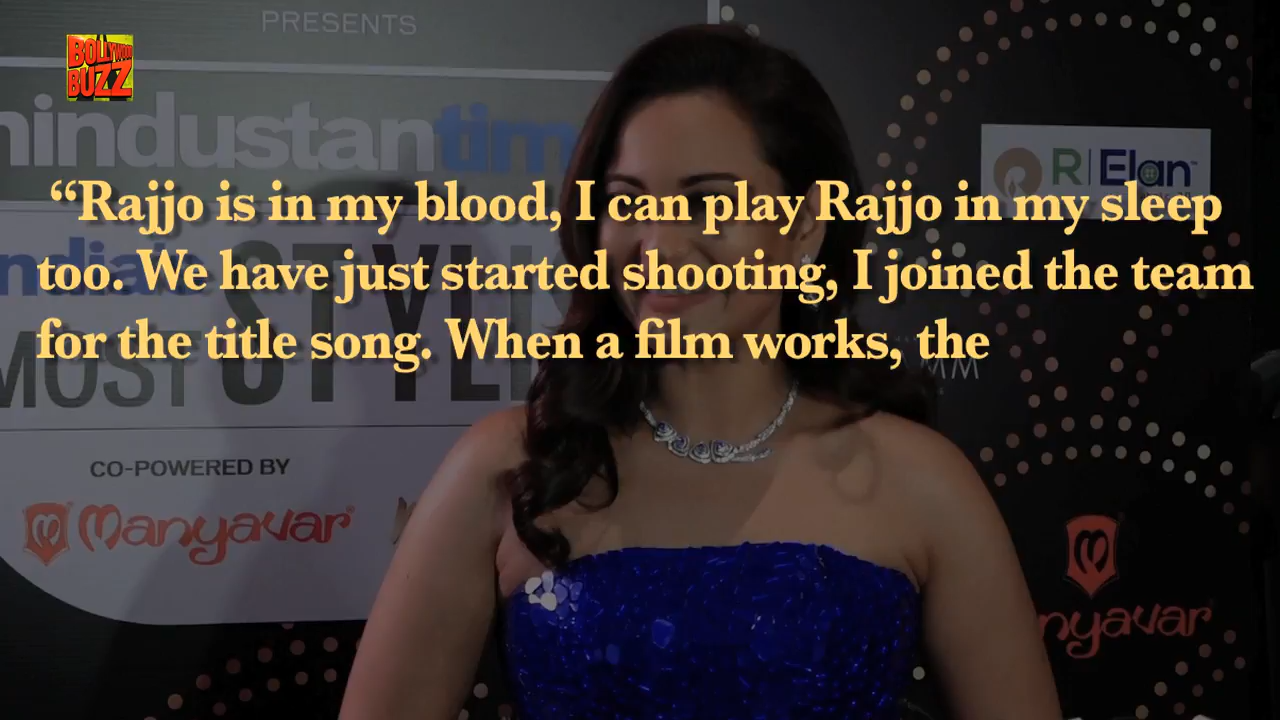 PRESENTS
BOLLYWOOD
BUZZ
hindustantim
R|Elan™
“Rajjo is in my blood, I can play Rajjo in my sleep
too. We have just started shooting, I joined the team
for the title song. When a film works, the
MOST STYLI
CO-POWERED BY
Manyavar
nyavar